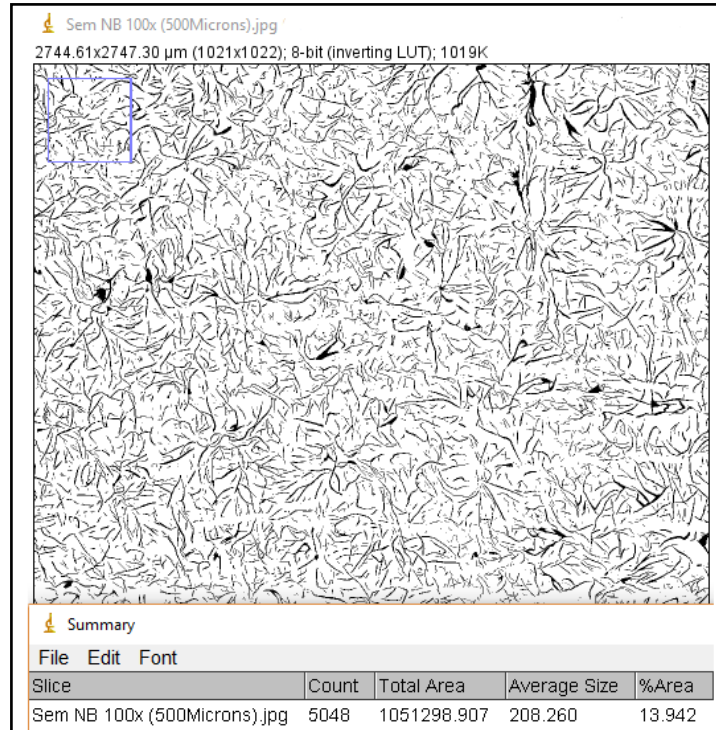 Sem NB 100x (500Microns).jpg
2744.61x2747.30 µm (1021x1022); 8-bit (inverting LUT); 1019K
Summary
File Edit Font
Slice Count Total Area Average Size %Area
Sem NB 100x (500Microns).jpg 5048 1051298.907 208.260 13.942